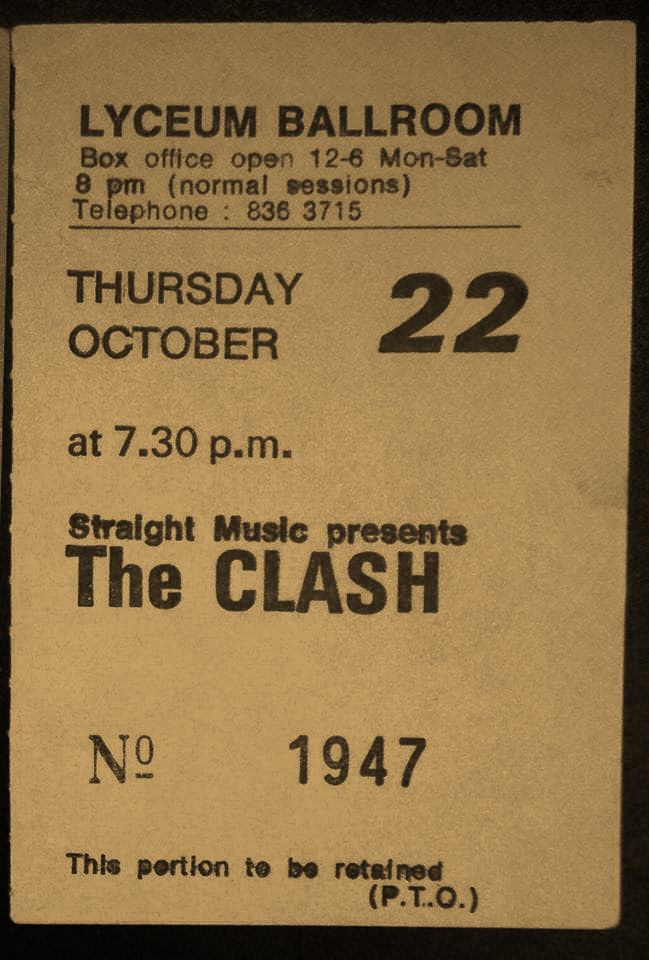 LYCEUM BALLROOM
Box office open 12-6 Mon-Sat
8 pm (normal sessions)
Telephone : 836 3715
THURSDAY 22
OCTOBER
at 7.30 p.m.
Straight Music presents
The CLASH
Nº 1947
This portion to be retained
(P.T..O.)